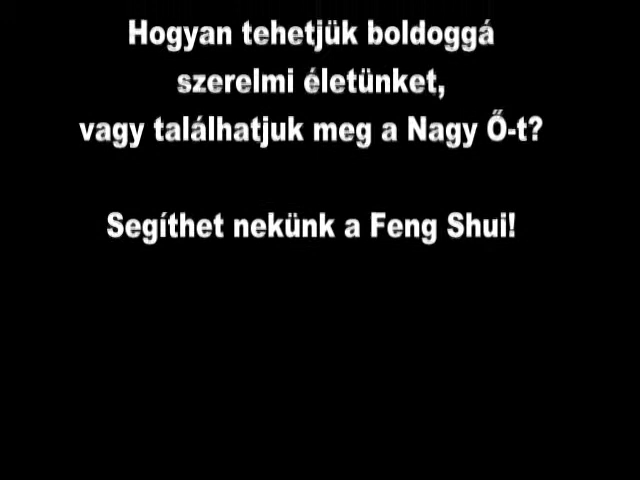 Hogyan tehetjük boldoggá
szerelmi életünket,
vagy találhatjuk meg a Nagy Ő-t?
Segíthet nekünk a Feng Shui!